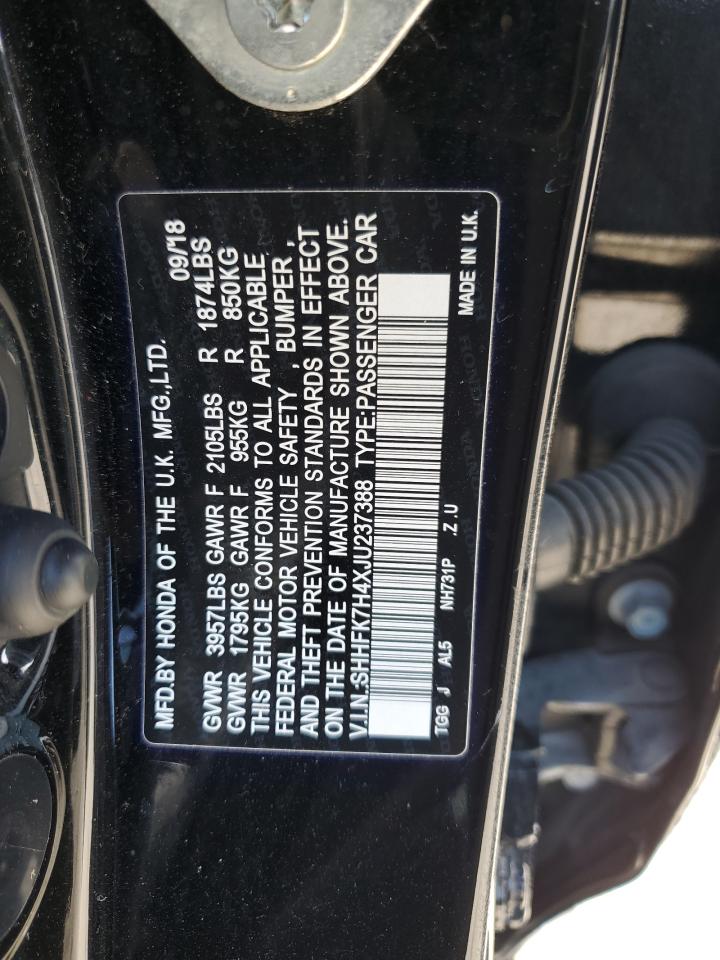 MFD.BY HONDA OF THE U.K. MFG.,LTD. 09/18
GVWR 3957LBS GAWR F 2105LBS R 1874LBS
GVWR 1795KG GAWR F 955KG R 850KG
THIS VEHICLE CONFORMS TO ALL APPLICABLE
FEDERAL MOTOR VEHICLE SAFETY , BUMPER ,
AND THEFT PREVENTION STANDARDS IN EFFECT
ON THE DATE OF MANUFACTURE SHOWN ABOVE.
V.I.N.:SHHFK7H4XJU237388 TYPE:PASSENGER CAR
TGG J AL5 NH731P .Z .U MADE IN U.K.